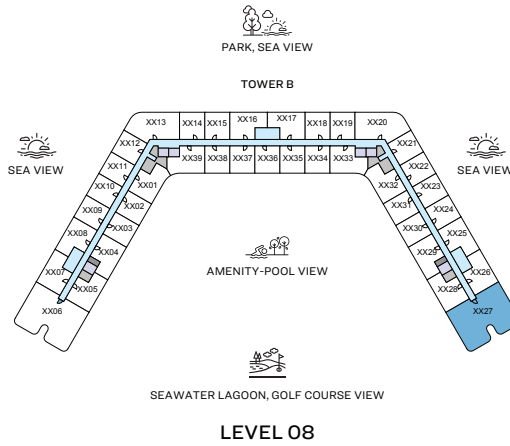 PARK, SEA VIEW
TOWER B
XX13
XX14
XX15
XX16
XX17
XX18
XX19
XX20
XX12
XX39
XX38
XX37
XX36
XX35
XX34
XX33
XX21
SEA VIEW
XX11
XX01
XX32
XX22
SEA VIEW
XX10
XX02
XX31
XX23
XX09
XX03
XX30
XX24
XX08
XX04
XX29
XX25
XX07
XX05
XX28
XX26
XX06
XX27
AMENITY-POOL VIEW
SEAWATER LAGOON, GOLF COURSE VIEW
LEVEL 08